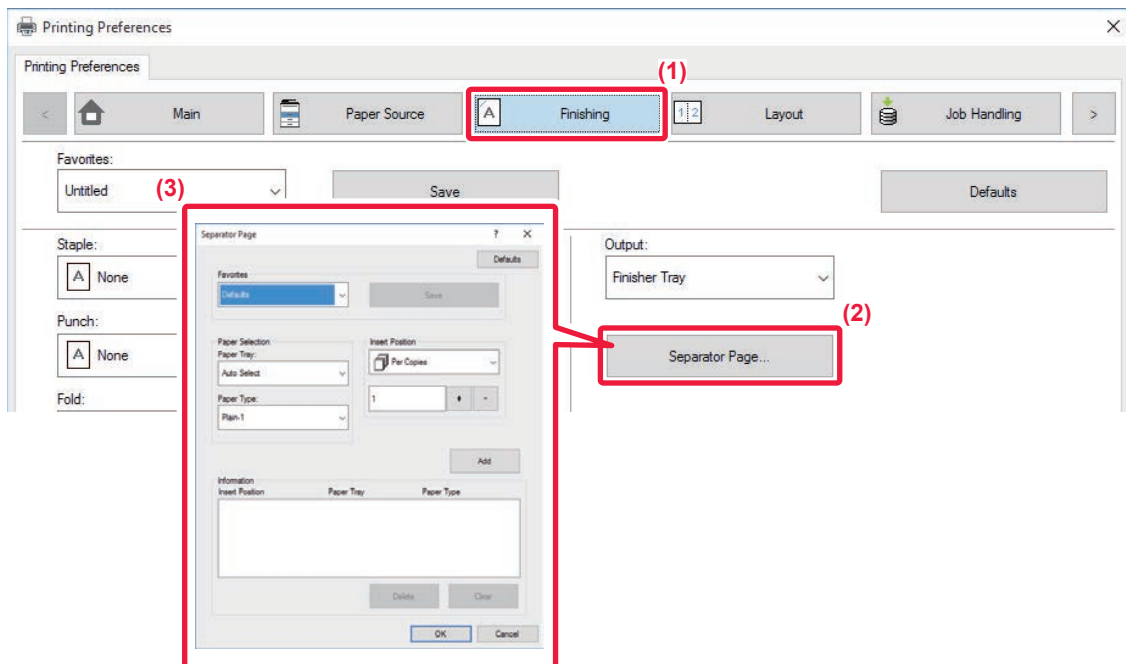 Printing Preferences
Printing Preferences
(1)
< Main Paper Source A Finishing 1 2 Layout Job Handling >
Favorites:
Untitled
Save
Defaults
(3)
Staple:
A None
Punch:
A None
Fold:
Separator Page ?
Defaults
Favorites
Defaults
Save
Paper Selection
Paper Tray:
Auto Select
Paper Type:
Plain-1
Insert Position
Per Copies
1 + -
Add
Information
Insert Position Paper Tray Paper Type
Delete Clear
OK Cancel
Output:
Finisher Tray
(2)
Separator Page...